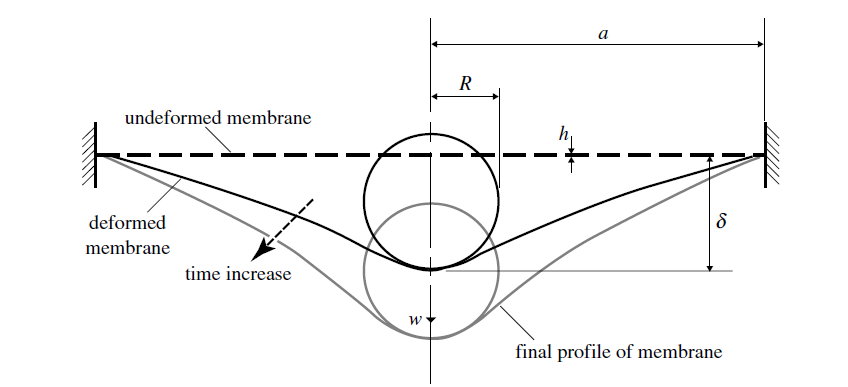 a
R
undeformed membrane
h
δ
deformed
membrane
time increase
w
final profile of membrane